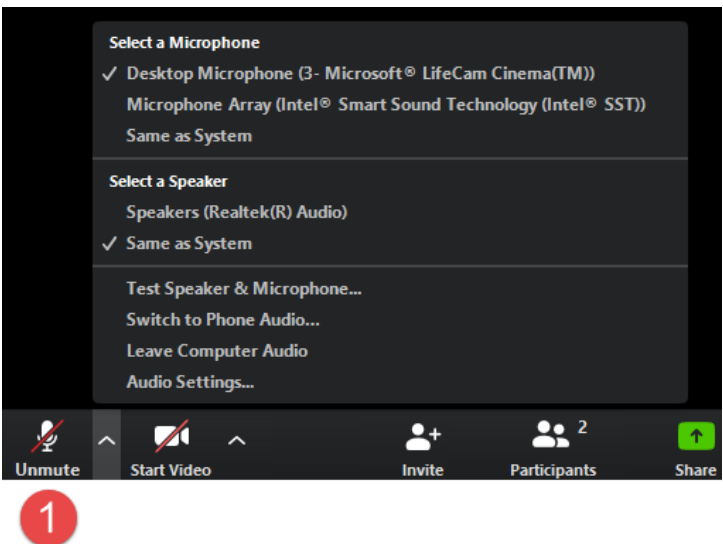 Select a Microphone
✓ Desktop Microphone (3- Microsoft® LifeCam Cinema(TM))
Microphone Array (Intel® Smart Sound Technology (Intel® SST))
Same as System
Select a Speaker
Speakers (Realtek(R) Audio)
✓ Same as System
Test Speaker & Microphone...
Switch to Phone Audio...
Leave Computer Audio
Audio Settings...
2
Unmute Start Video Invite Participants Share
1